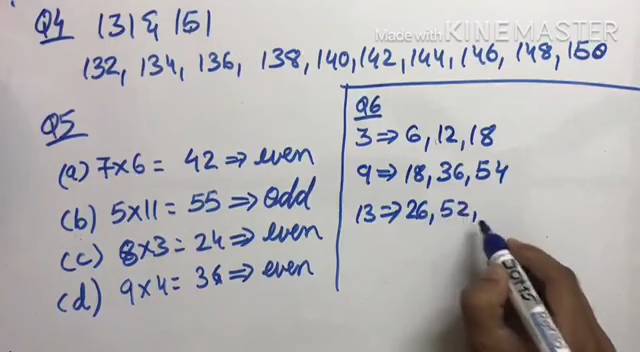 Made with KINEMASTER
Q4 131 & 151
132, 134, 136, 138, 140, 142, 144, 146, 148, 150
Q5
(a) 7×6 = 42 ⇒ even
(b) 5×11 = 55 ⇒ odd
(c) 8×3 = 24 ⇒ even
(d) 9×4 = 36 ⇒ even
Q6
3 ⇒ 6, 12, 18
9 ⇒ 18, 36, 54
13 ⇒ 26, 52,
DOMS